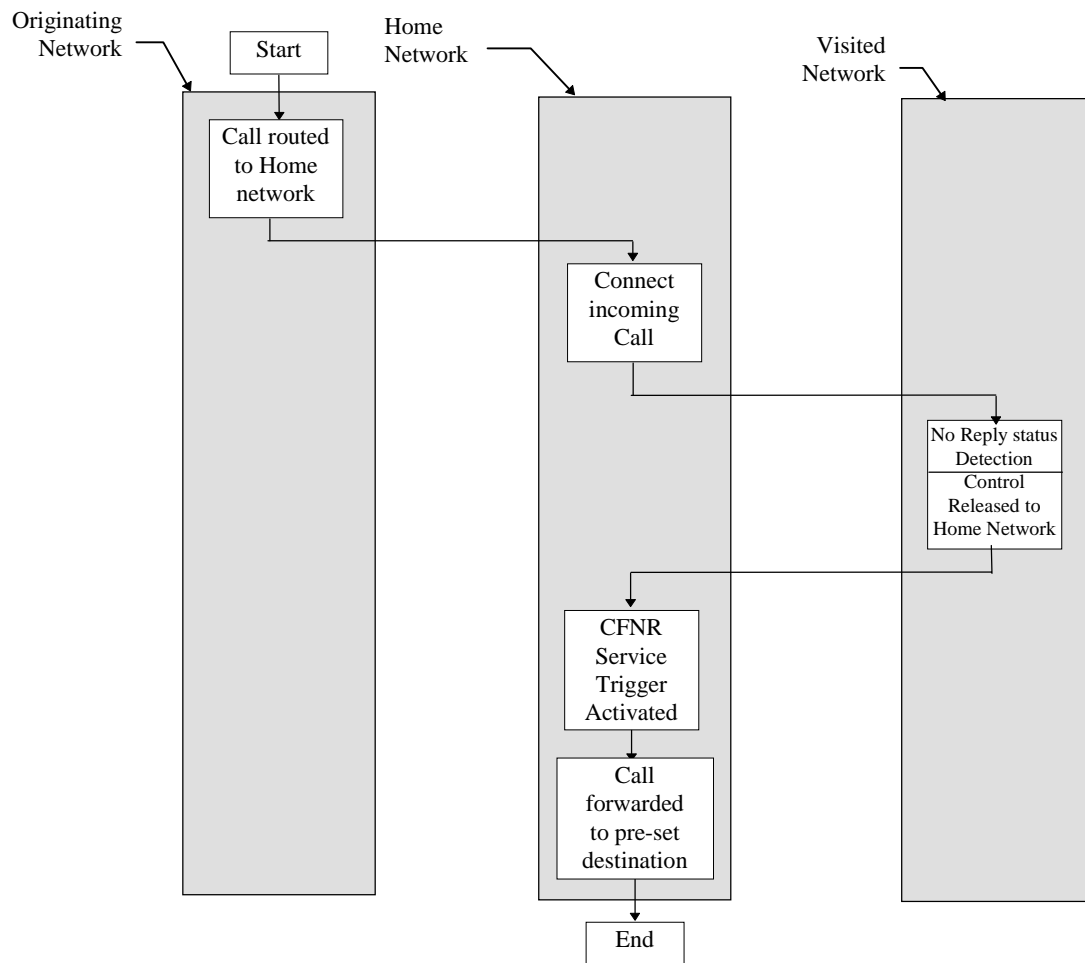 Originating
Network
Start
Home
Network
Visited
Network
Call routed
to Home
network
Connect
incoming
Call
No Reply status
Detection
Control
Released to
Home Network
CFNR
Service
Trigger
Activated
Call
forwarded
to pre-set
destination
End